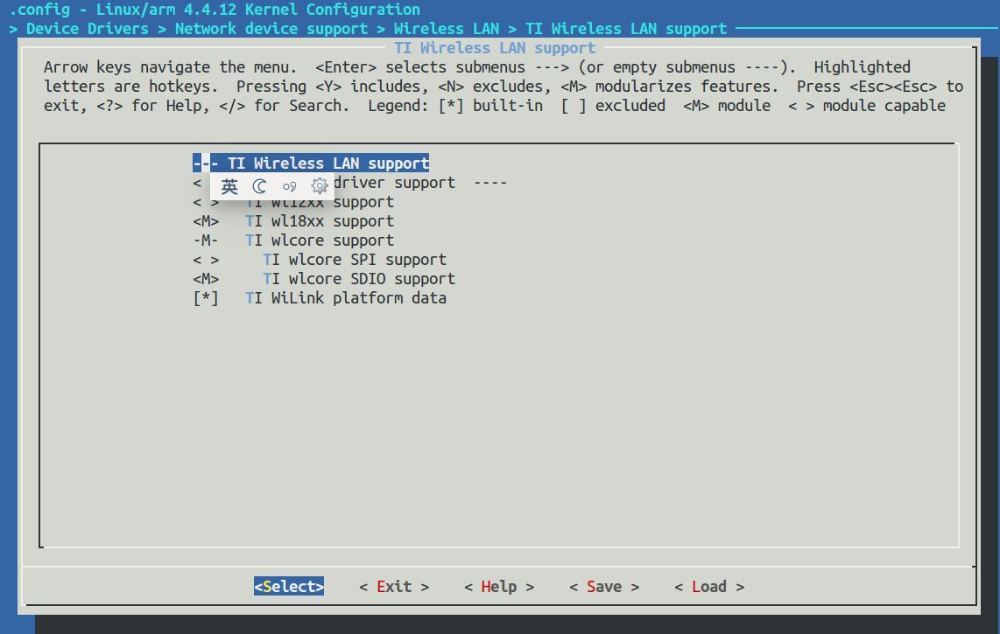 .config - Linux/arm 4.4.12 Kernel Configuration
> Device Drivers > Network device support > Wireless LAN > TI Wireless LAN support
TI Wireless LAN support
Arrow keys navigate the menu.  <Enter> selects submenus ---> (or empty submenus ----).  Highlighted
letters are hotkeys.  Pressing <Y> includes, <N> excludes, <M> modularizes features.  Press <Esc><Esc> to
exit, <?> for Help, </> for Search.  Legend: [*] built-in  [ ] excluded  <M> module  < > module capable
--- TI Wireless LAN support
< driver support  ----
英
< >   TI wl12xx support
<M>   TI wl18xx support
-M-   TI wlcore support
< >     TI wlcore SPI support
<M>     TI wlcore SDIO support
[*]   TI WiLink platform data
<Select>    < Exit >    < Help >    < Save >    < Load >